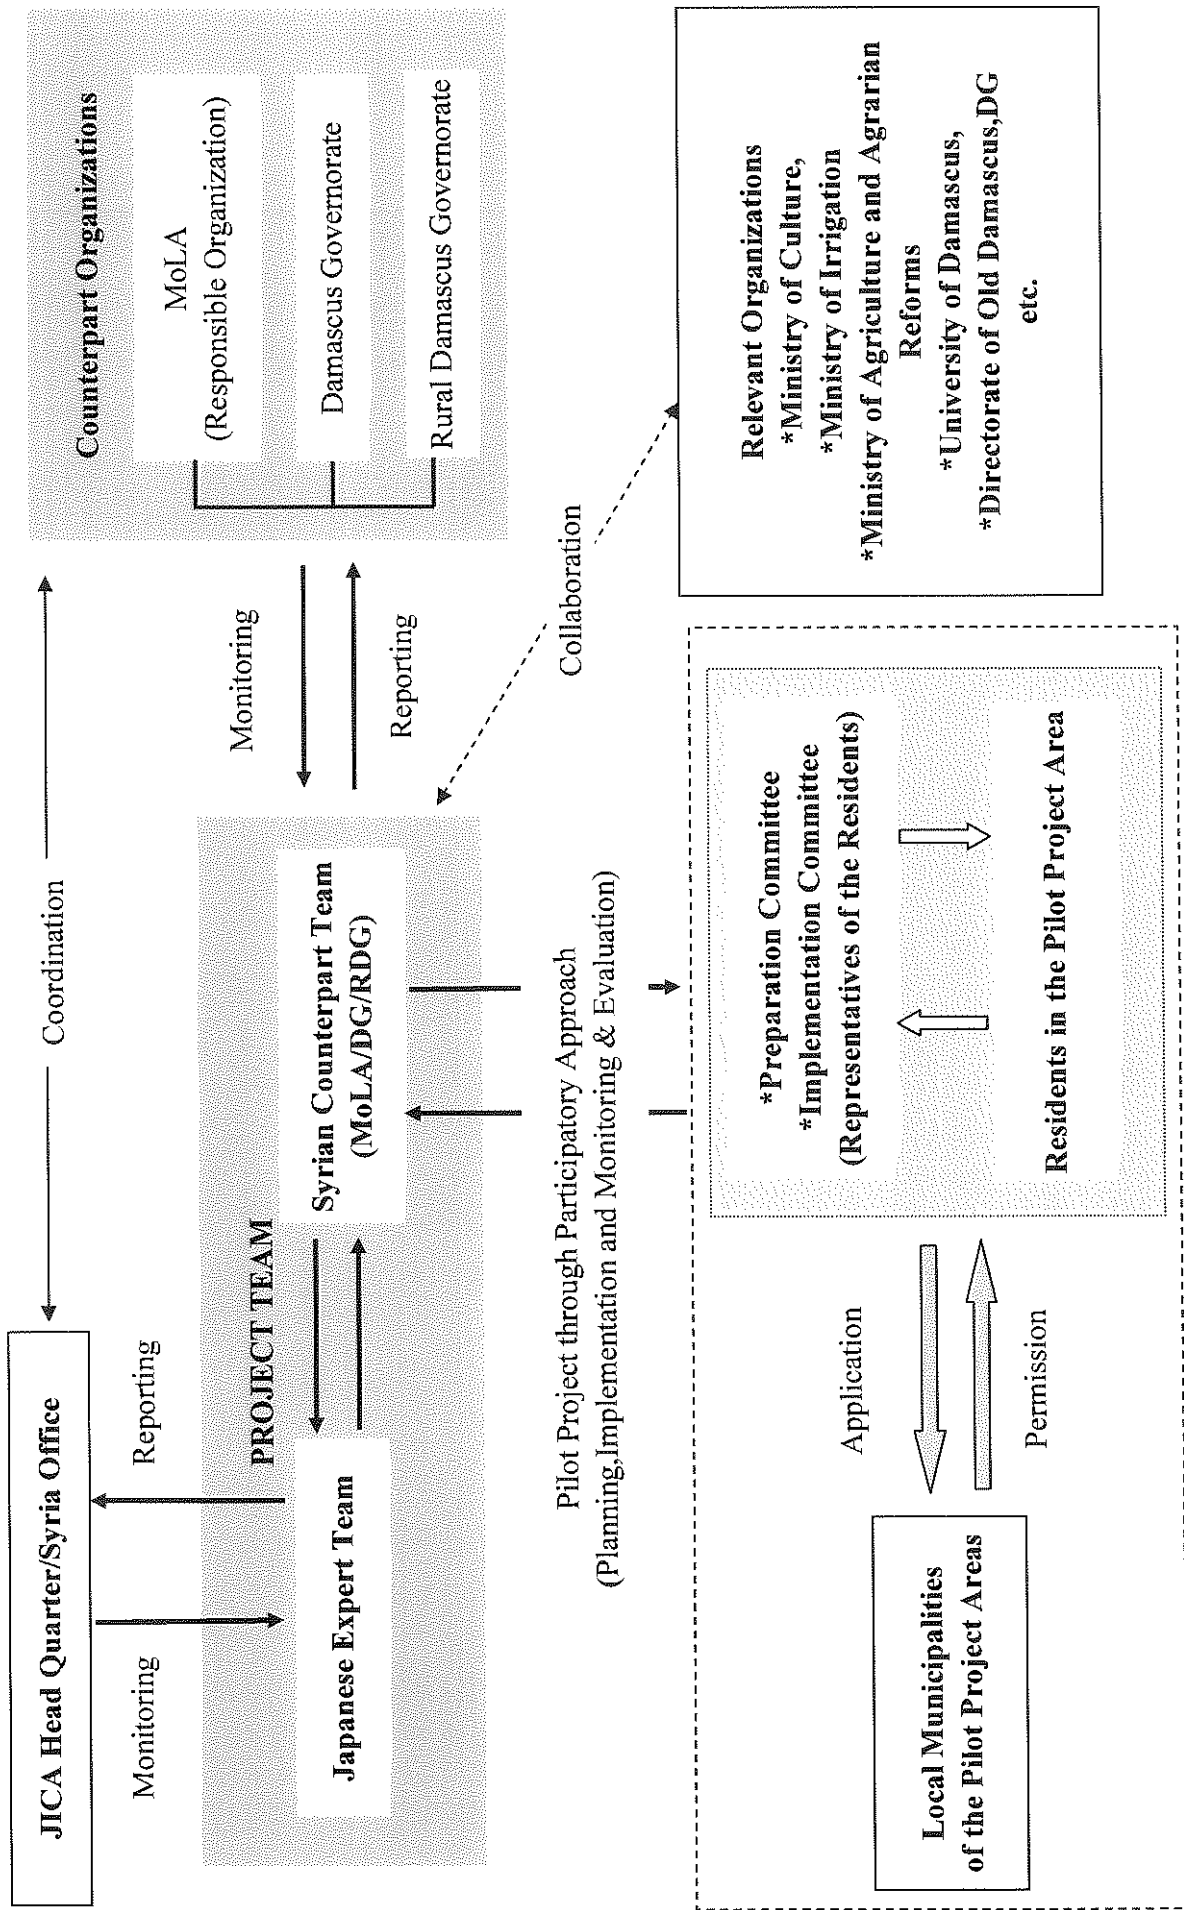 JICA Head Quarter/Syria Office
Coordination
Counterpart Organizations
MoLA
(Responsible Organization)
Damascus Governorate
Rural Damascus Governorate
Monitoring
Reporting
Monitoring
Reporting
PROJECT TEAM
Japanese Expert Team
Syrian Counterpart Team
(MoLA/DG/RDG)
Collaboration
Pilot Project through Participatory Approach
(Planning,Implementation and Monitoring & Evaluation)
Relevant Organizations
*Ministry of Culture,
*Ministry of Irrigation
*Ministry of Agriculture and Agrarian
Reforms
*University of Damascus,
*Directorate of Old Damascus,DG
etc.
*Preparation Committee
*Implementation Committee
(Representatives of the Residents)
Residents in the Pilot Project Area
Application
Permission
Local Municipalities
of the Pilot Project Areas